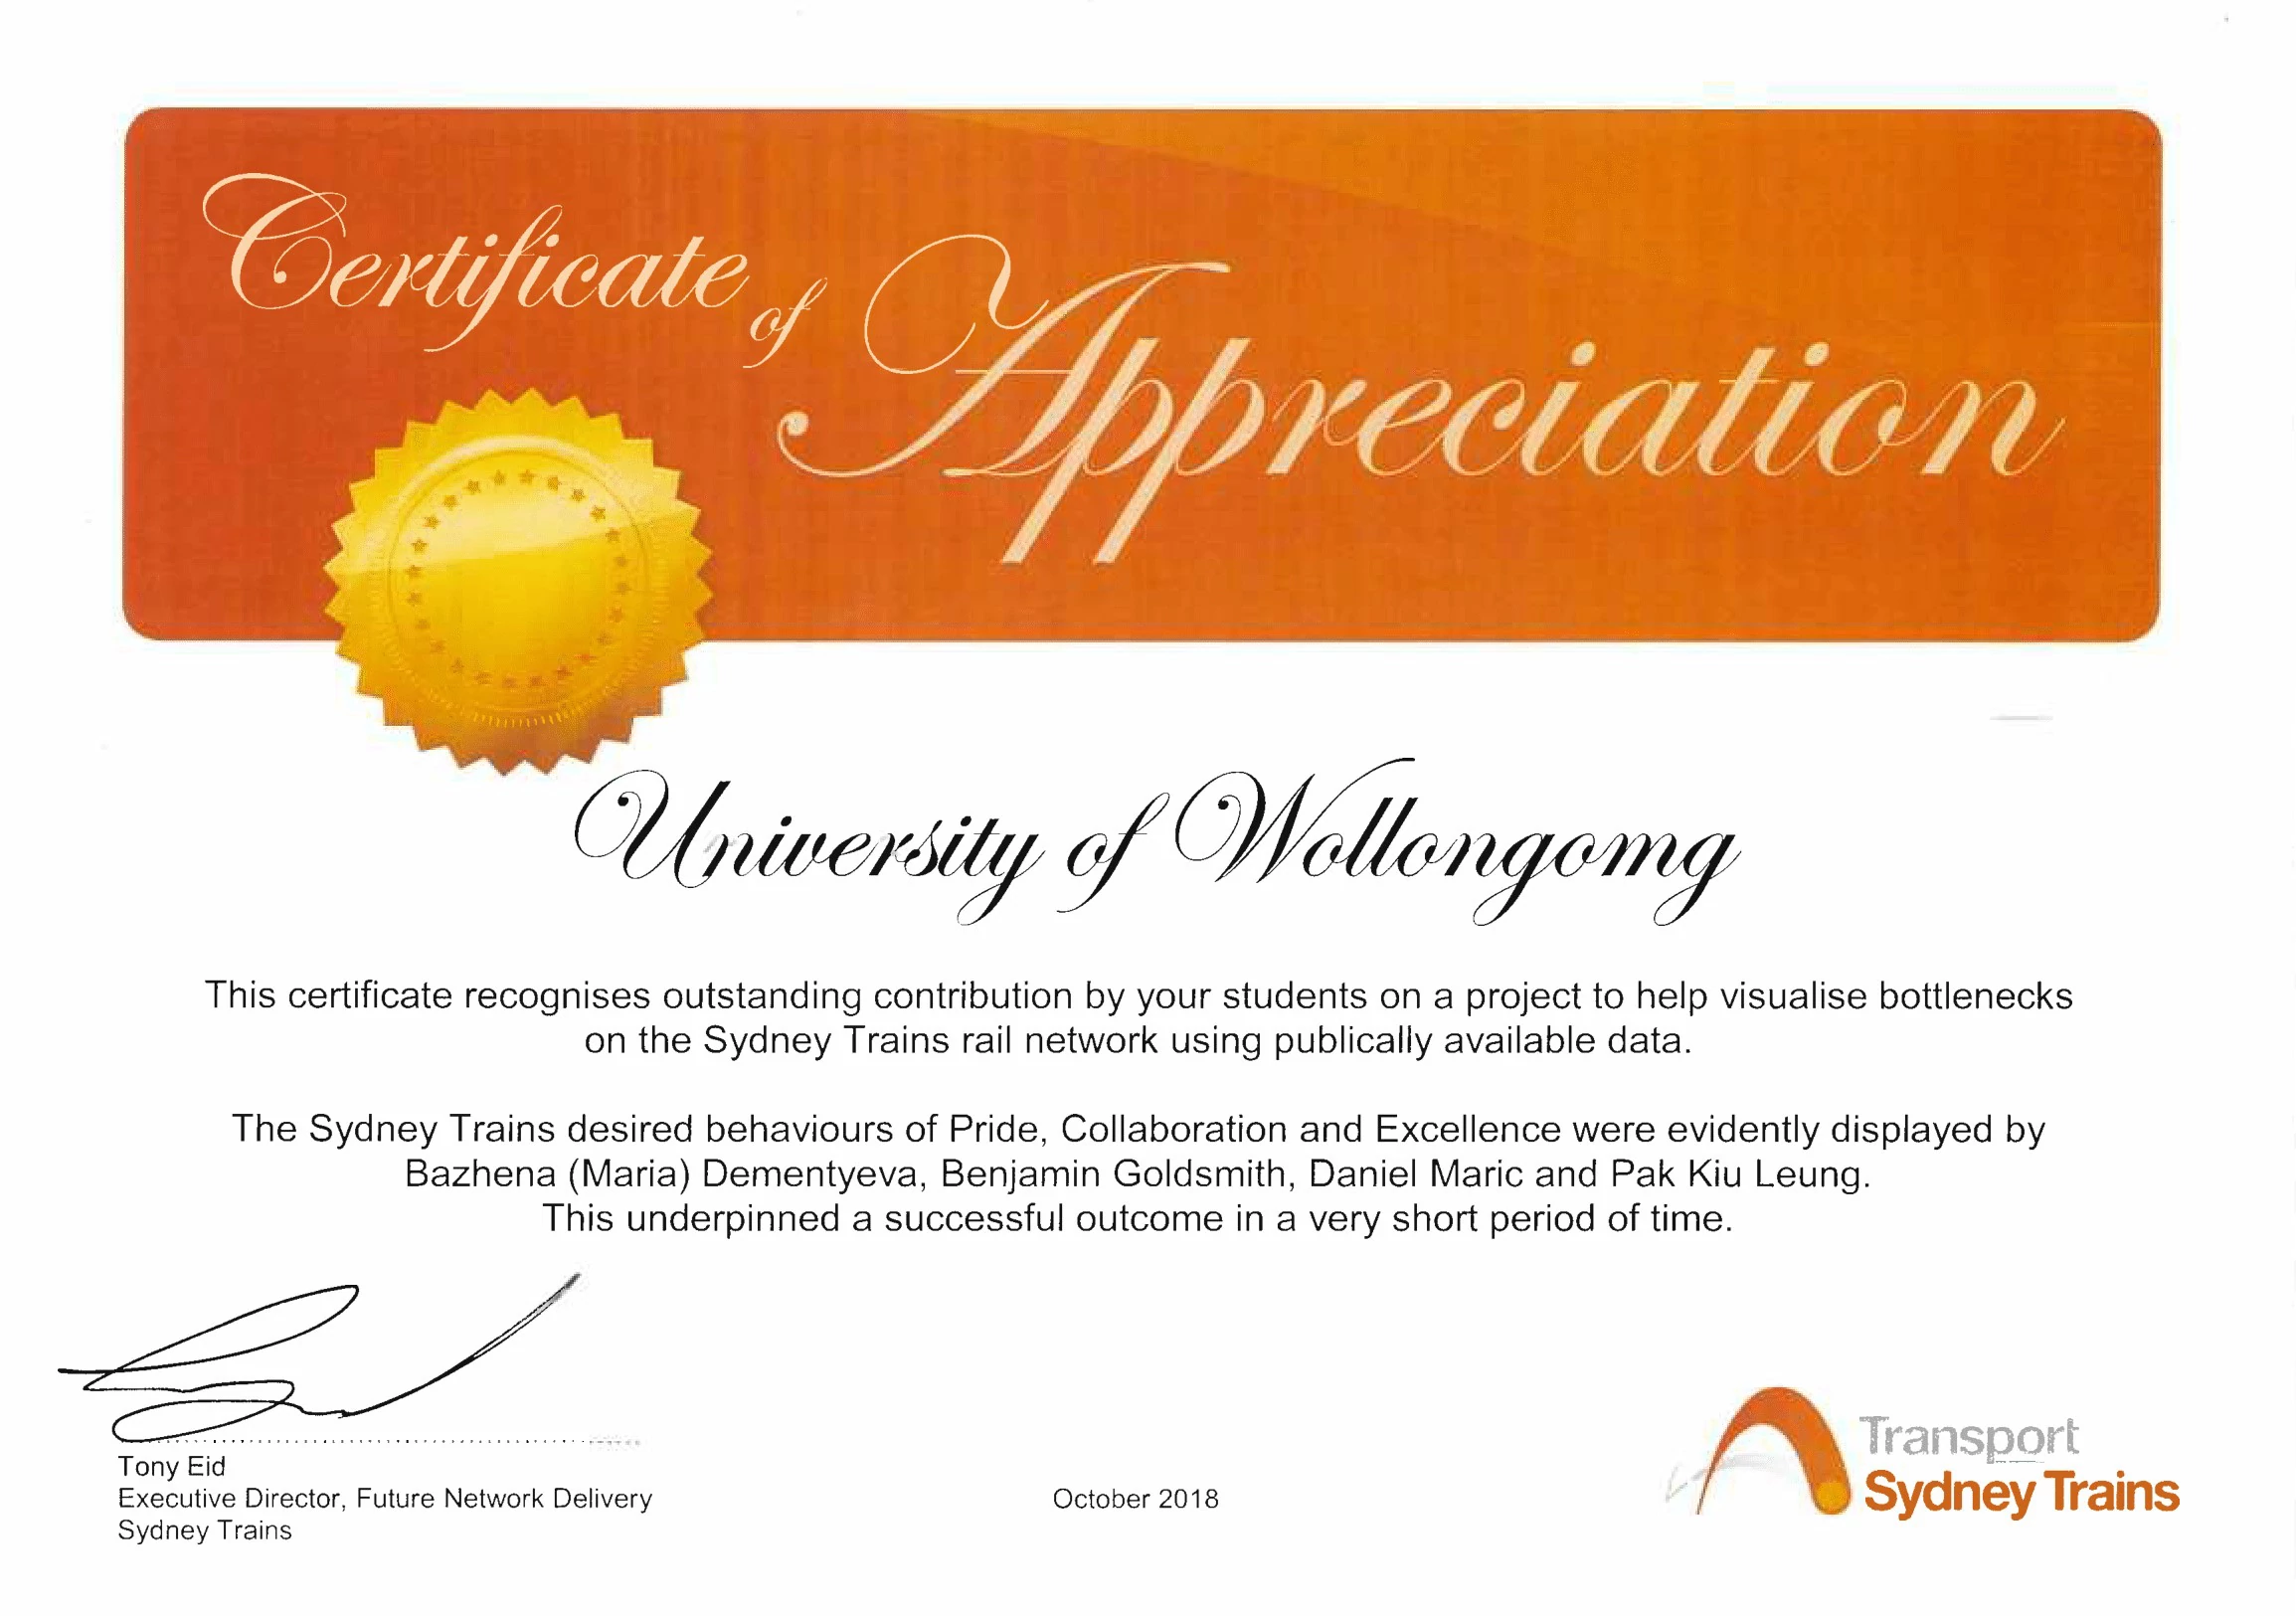 Certificate of Appreciation
University of Wollongomg
This certificate recognises outstanding contribution by your students on a project to help visualise bottlenecks
on the Sydney Trains rail network using publically available data.
The Sydney Trains desired behaviours of Pride, Collaboration and Excellence were evidently displayed by
Bazhena (Maria) Dementyeva, Benjamin Goldsmith, Daniel Maric and Pak Kiu Leung.
This underpinned a successful outcome in a very short period of time.
Tony Eid
Executive Director, Future Network Delivery
Sydney Trains
October 2018
Transport
Sydney Trains